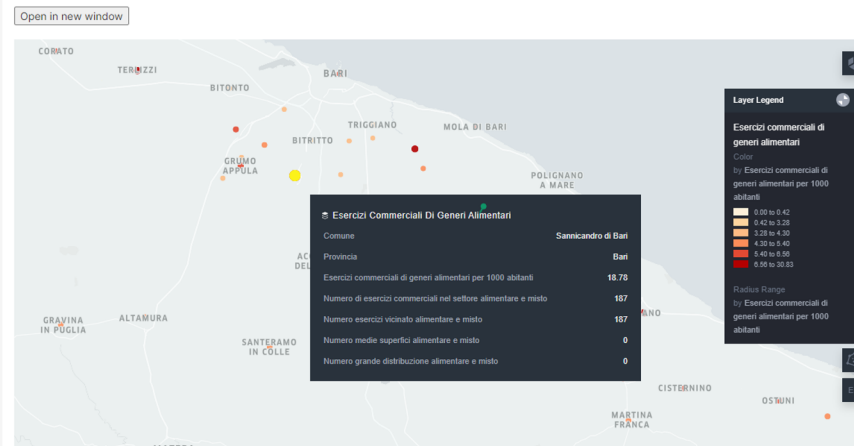 Open in new window
CORATO
TERLIZZI
BARI
BITONTO
TRIGGIANO
MOLA DI BARI
BITRITTO
GRUMO
APPULA
POLIGNANO
A MARE
Layer Legend
Esercizi commerciali di
generi alimentari
Color
by Esercizi commerciali di
generi alimentari per 1000
abitanti
0.00 to 0.42
0.42 to 3.28
3.28 to 4.30
4.30 to 5.40
5.40 to 6.56
6.56 to 30.83
Radius Range
by Esercizi commerciali di
generi alimentari per 1000
abitanti
Esercizi Commerciali Di Generi Alimentari
Comune Sannicandro di Bari
Provincia Bari
Esercizi commerciali di generi alimentari per 1000 abitanti 18.78
Numero di esercizi commerciali nel settore alimentare e misto 187
Numero esercizi vicinato alimentare e misto 187
Numero medie superfici alimentare e misto 0
Numero grande distribuzione alimentare e misto 0
GRAVINA
IN PUGLIA
ALTAMURA
SANTERAMO
IN COLLE
CISTERNINO
OSTUNI
MARTINA
FRANCA